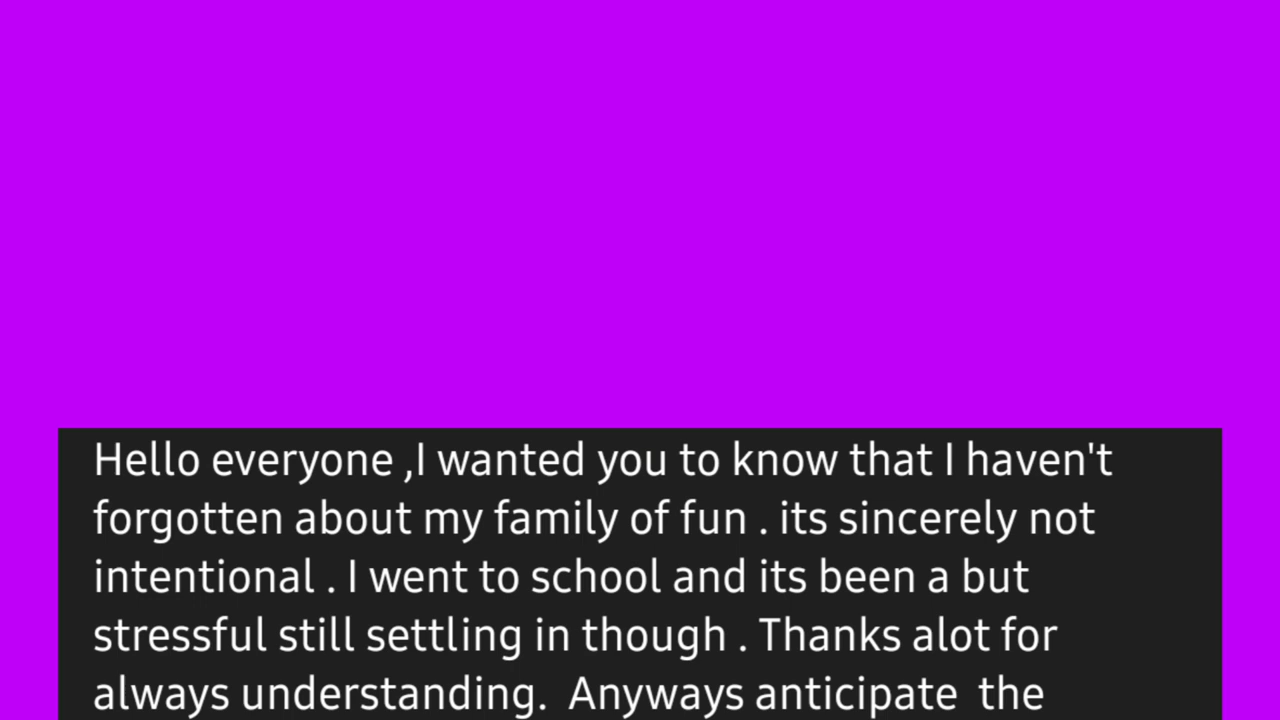 Hello everyone ,I wanted you to know that I haven't
forgotten about my family of fun . its sincerely not
intentional . I went to school and its been a but
stressful still settling in though . Thanks alot for
always understanding.  Anyways anticipate  the